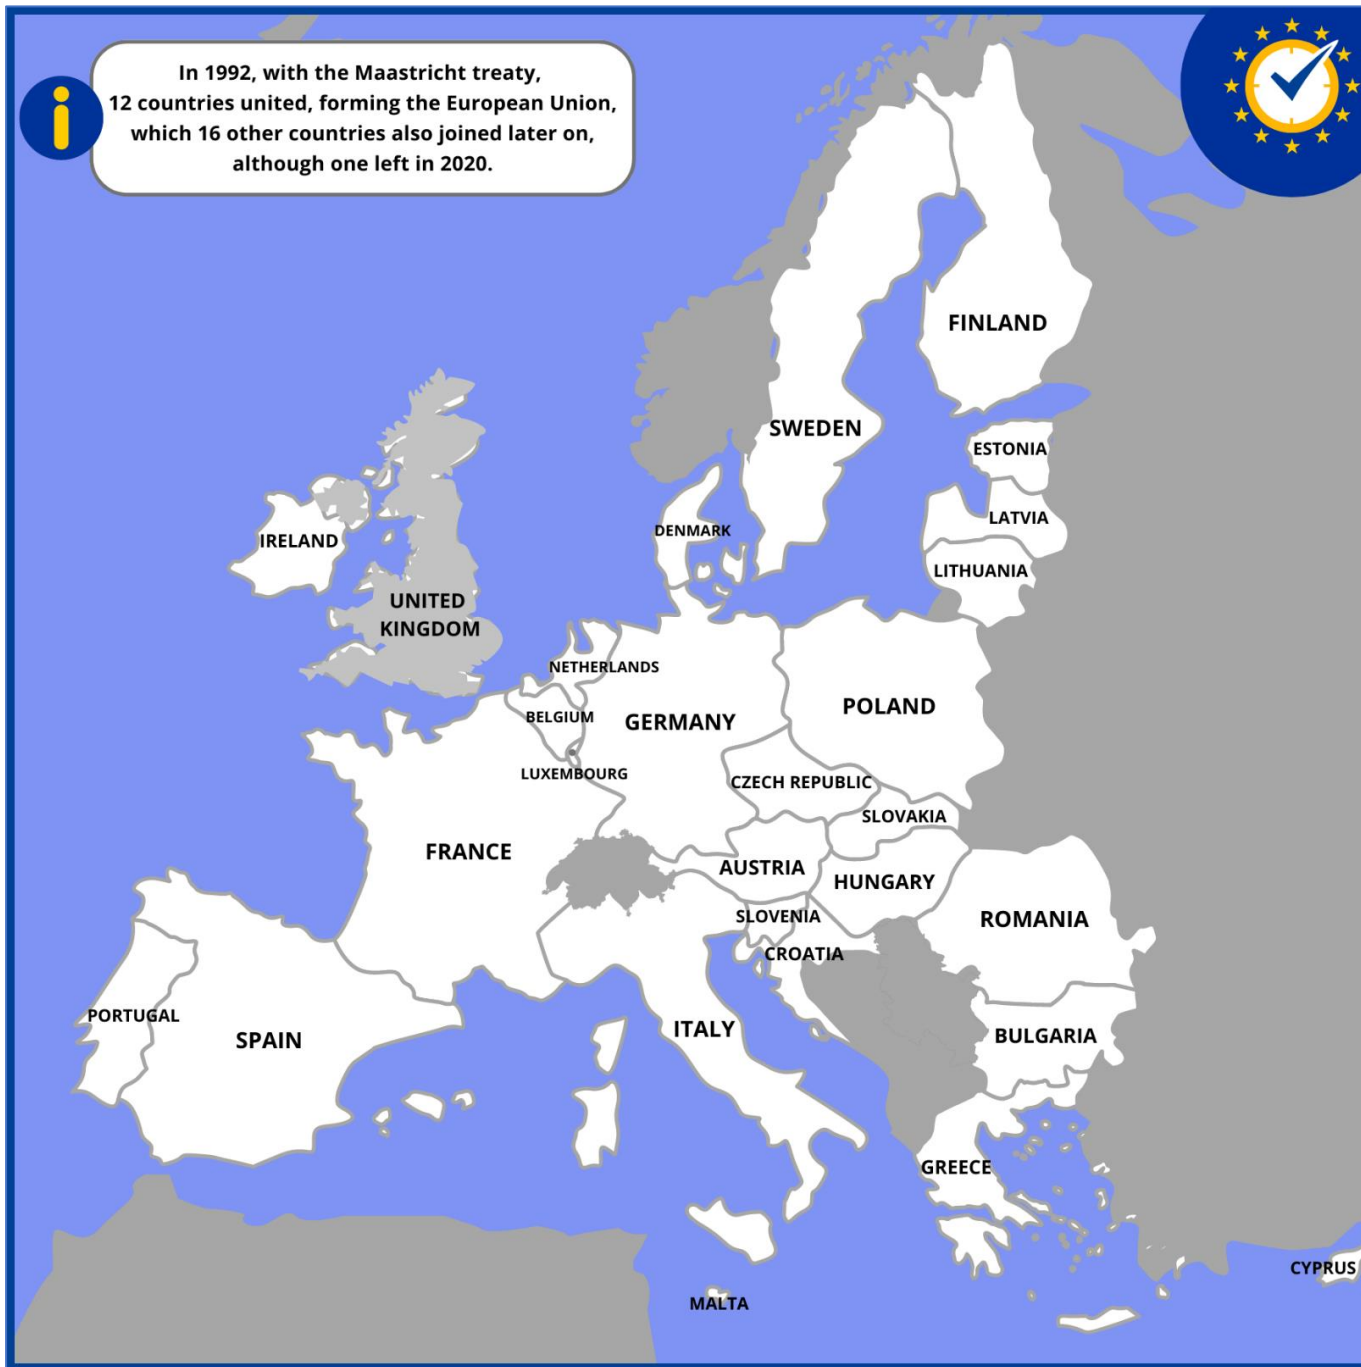 In 1992, with the Maastricht treaty,
12 countries united, forming the European Union,
which 16 other countries also joined later on,
although one left in 2020.
FINLAND
SWEDEN
ESTONIA
LATVIA
DENMARK
IRELAND
LITHUANIA
UNITED
KINGDOM
NETHERLANDS
POLAND
BELGIUM
GERMANY
LUXEMBOURG
CZECH REPUBLIC
SLOVAKIA
FRANCE
AUSTRIA
HUNGARY
SLOVENIA
ROMANIA
CROATIA
PORTUGAL
SPAIN
ITALY
BULGARIA
GREECE
CYPRUS
MALTA